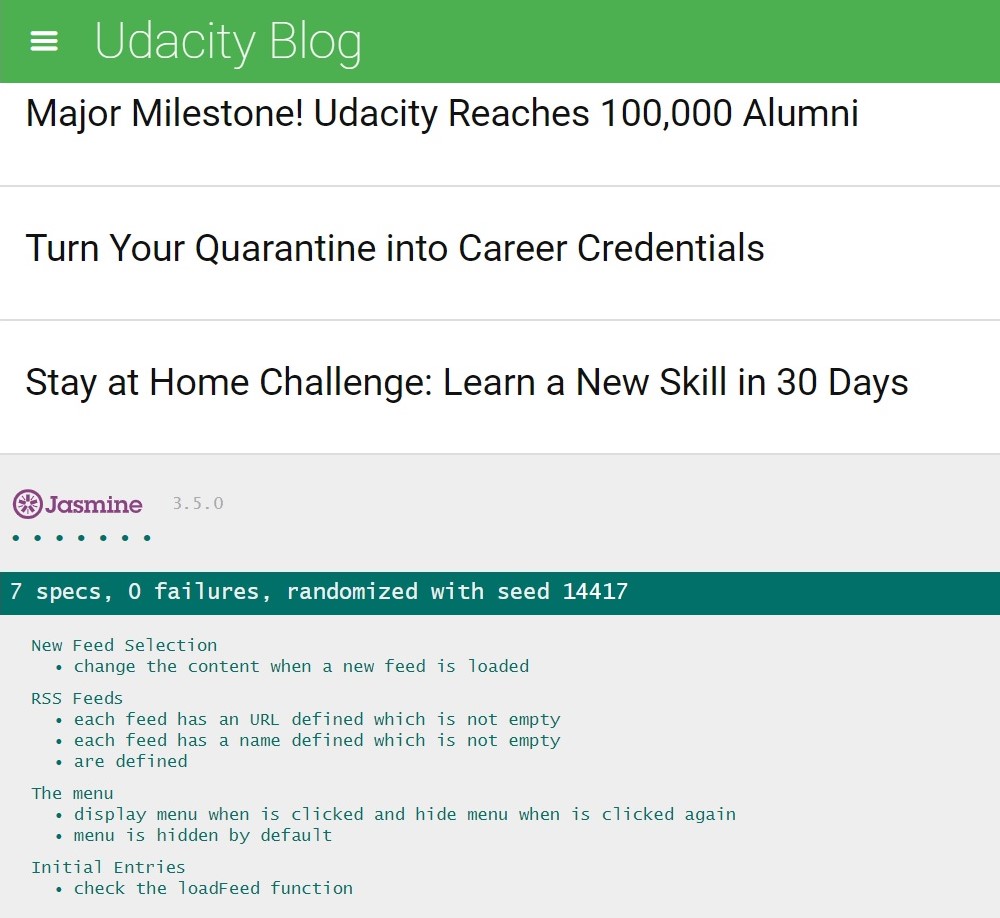 Udacity Blog
Major Milestone! Udacity Reaches 100,000 Alumni
Turn Your Quarantine into Career Credentials
Stay at Home Challenge: Learn a New Skill in 30 Days
Jasmine 3.5.0
• • • • • • •
7 specs, 0 failures, randomized with seed 14417
New Feed Selection
• change the content when a new feed is loaded
RSS Feeds
• each feed has an URL defined which is not empty
• each feed has a name defined which is not empty
• are defined
The menu
• display menu when is clicked and hide menu when is clicked again
• menu is hidden by default
Initial Entries
• check the loadFeed function